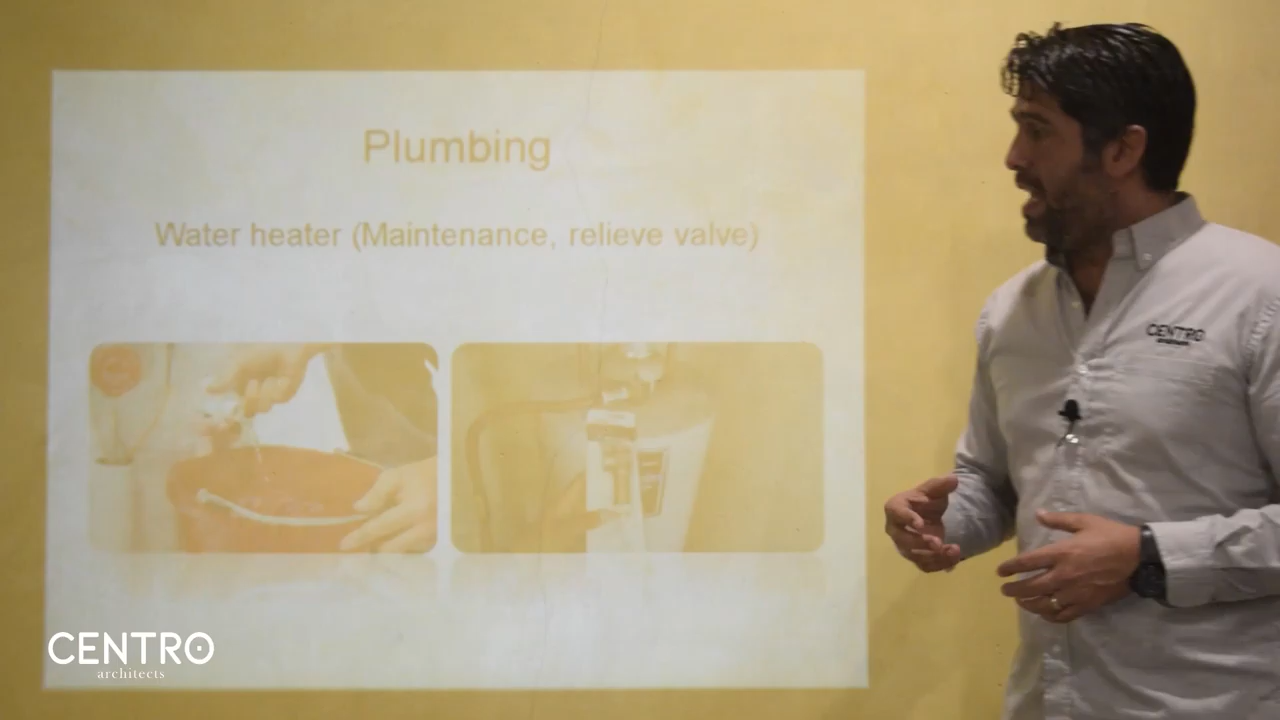 Plumbing
Water heater (Maintenance, relieve valve)
CENTRO
CENTRO
architects